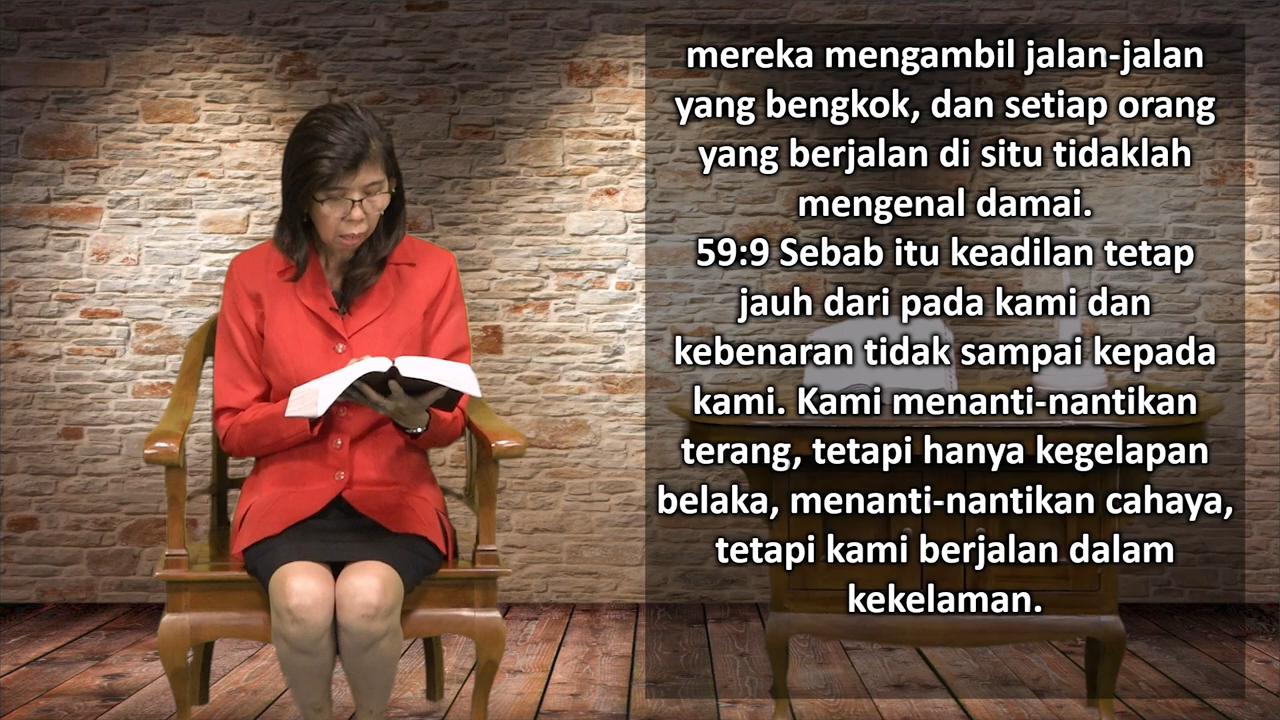 mereka mengambil jalan-jalan
yang bengkok, dan setiap orang
yang berjalan di situ tidaklah
mengenal damai.
59:9 Sebab itu keadilan tetap
jauh dari pada kami dan
kebenaran tidak sampai kepada
kami. Kami menanti-nantikan
terang, tetapi hanya kegelapan
belaka, menanti-nantikan cahaya,
tetapi kami berjalan dalam
kekelaman.